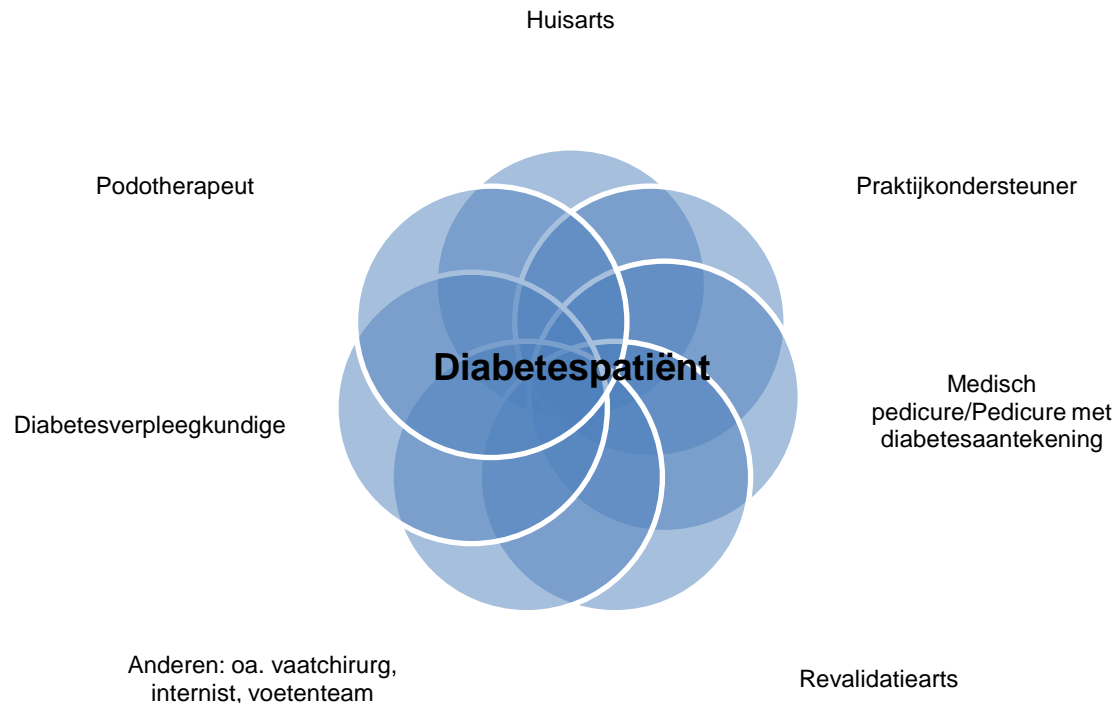 Huisarts
Podotherapeut
Praktijkondersteuner
Diabetespatiënt
Diabetesverpleegkundige
Medisch
pedicure/Pedicure met
diabetesaantekening
Anderen: oa. vaatchirurg,
internist, voetenteam
Revalidatiearts